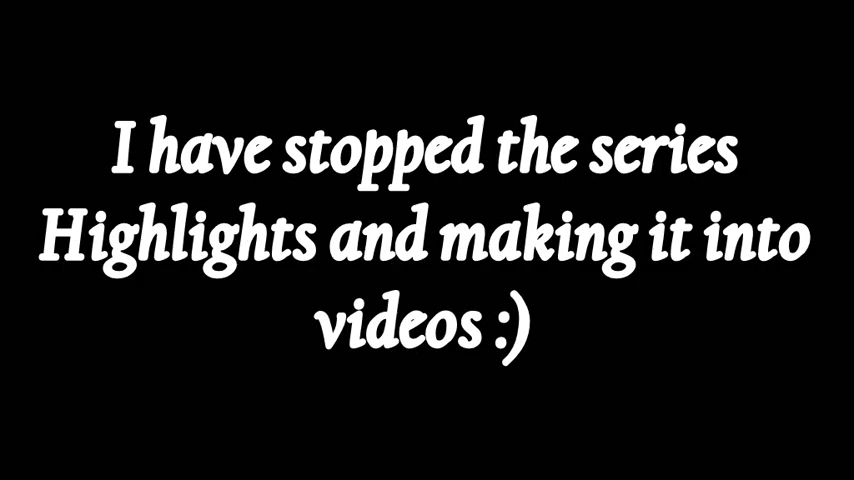 I have stopped the series
Highlights and making it into
videos :)